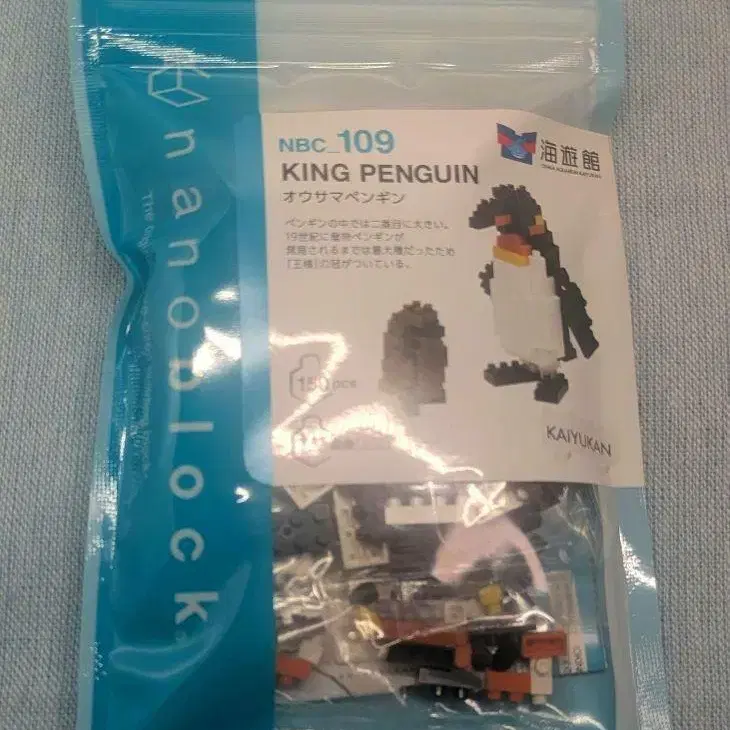 nanoblock
NBC_109
KING PENGUIN
オウサマペンギン
ペンギンの中では二番目に大きい。
19世紀に皇帝ペンギンが
発見されるまでは最大種だったため
「王様」の冠がついている。
海遊館
150 pcs
KAIYUKAN